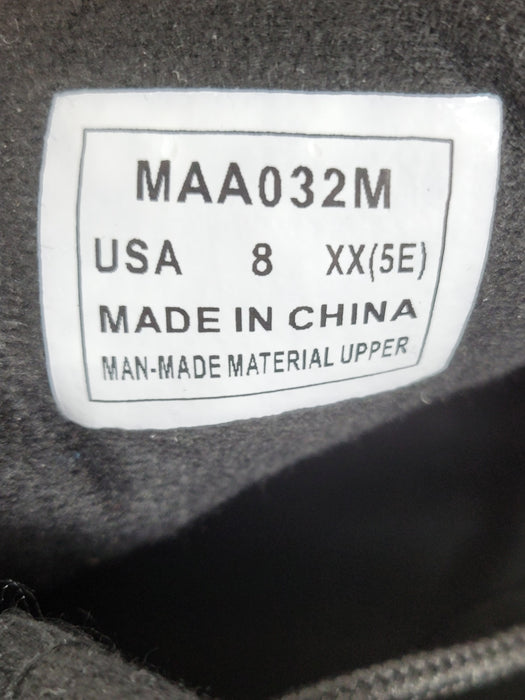 MAA032M
USA 8 XX(5E)
MADE IN CHINA
MAN-MADE MATERIAL UPPER